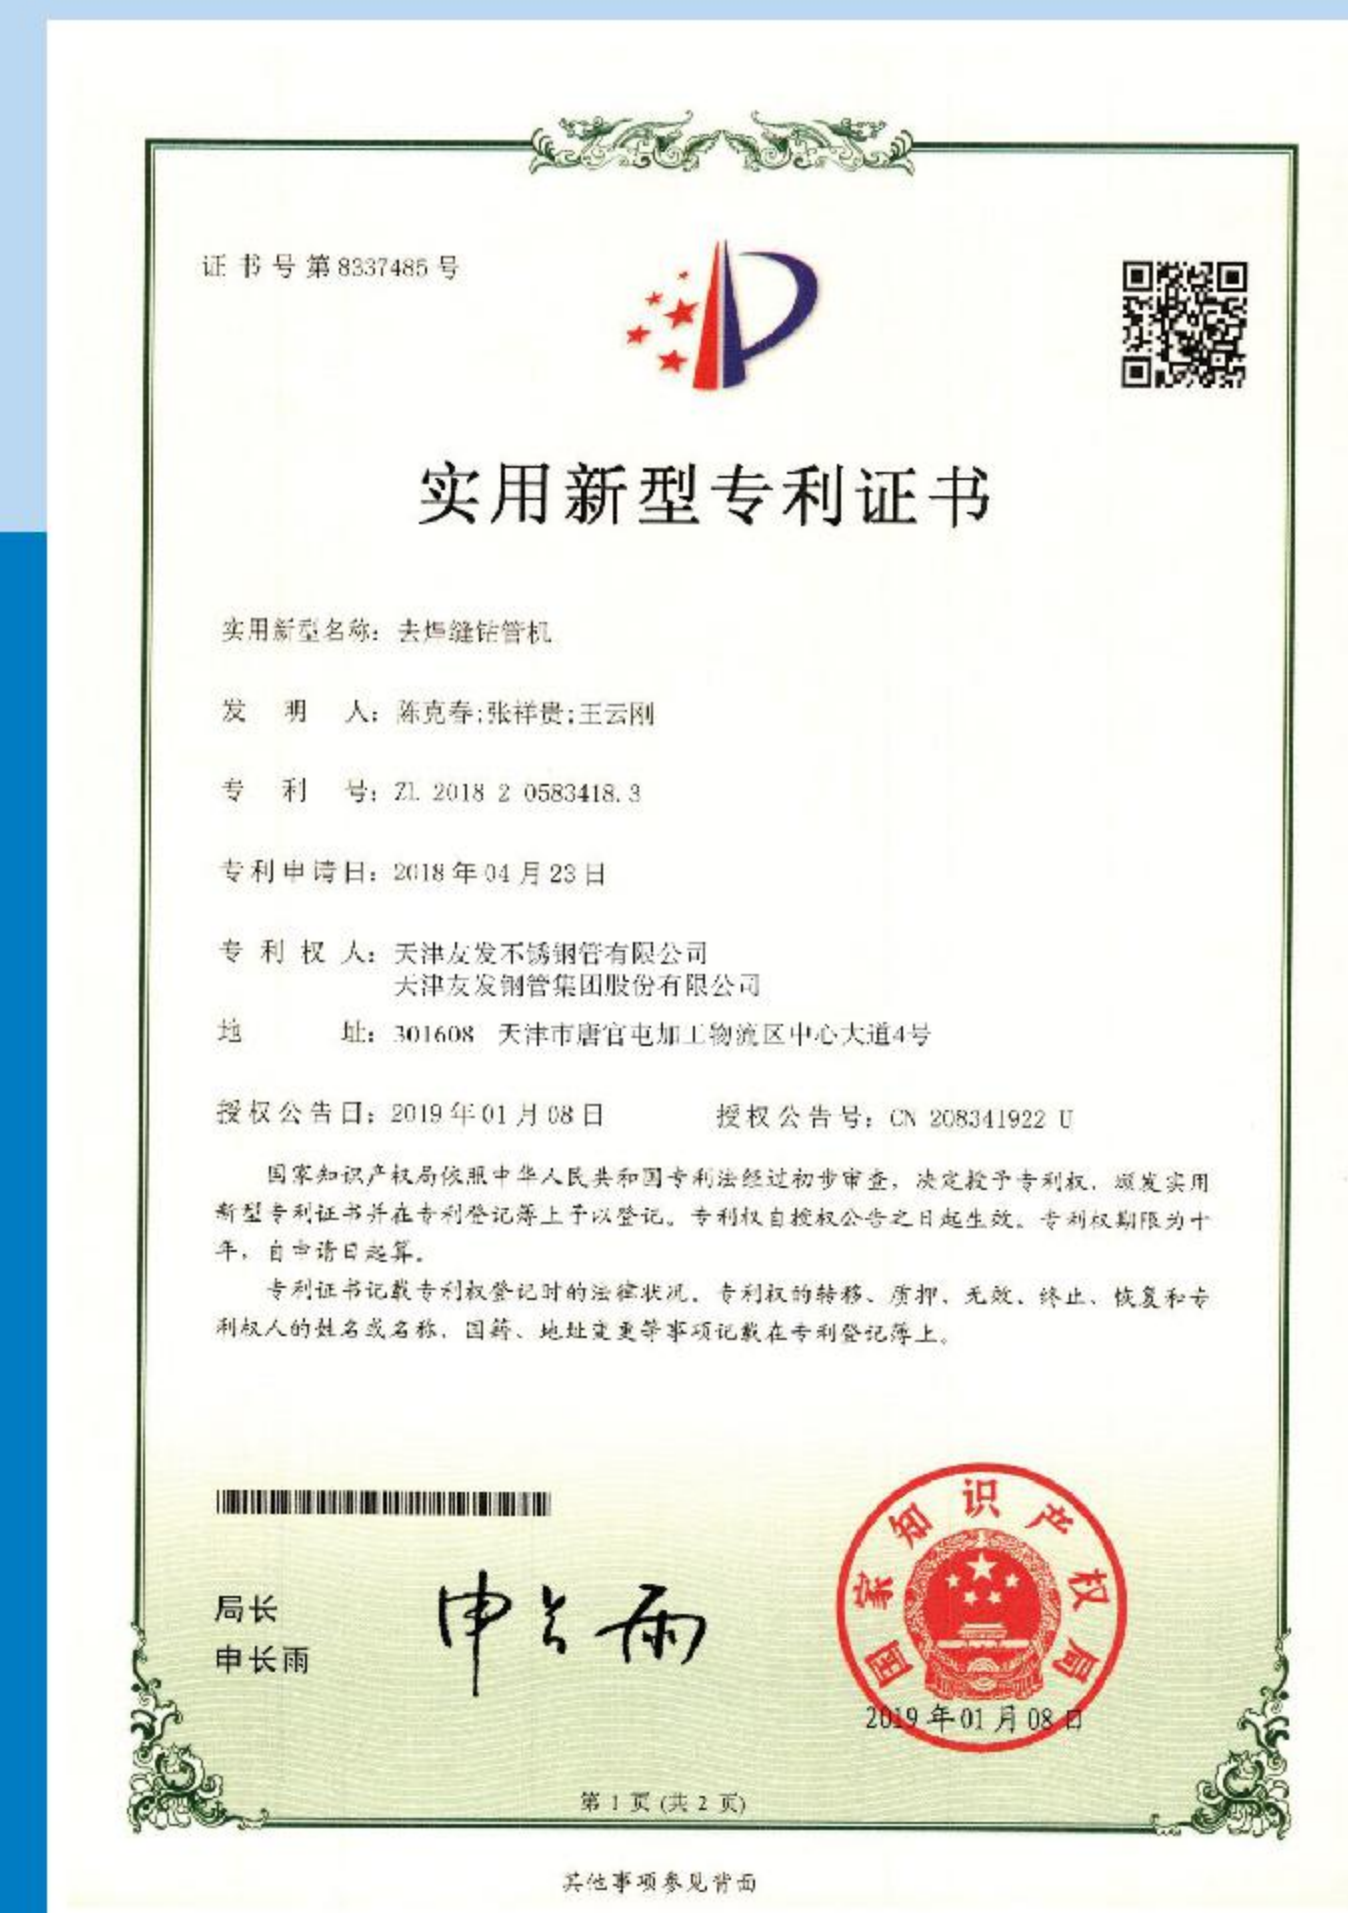 证书号第8337485号
实用新型专利证书
实用新型名称：去焊缝钻管机
发 明 人：陈克春;张祥贵;王云刚
专 利 号：ZL 2018 2 0583418.3
专利申请日：2018年04月23日
专 利 权 人：天津友发不锈钢管有限公司
天津友发钢管集团股份有限公司
地 址：301608 天津市唐官屯加工物流区中心大道4号
授权公告日：2019年01月08日 授权公告号：CN 208341922 U
国家知识产权局依照中华人民共和国专利法经过初步审查，决定授予专利权，颁发实用
新型专利证书并在专利登记簿上予以登记。专利权自授权公告之日起生效。专利权期限为十
年，自申请日起算。
专利证书记载专利权登记时的法律状况。专利权的转移、质押、无效、终止、恢复和专
利权人的姓名或名称、国籍、地址变更等事项记载在专利登记簿上。
局长
申长雨
申长雨
国家知识产权局
2019年01月08日
第 1 页 (共 2 页)
其他事项参见背面